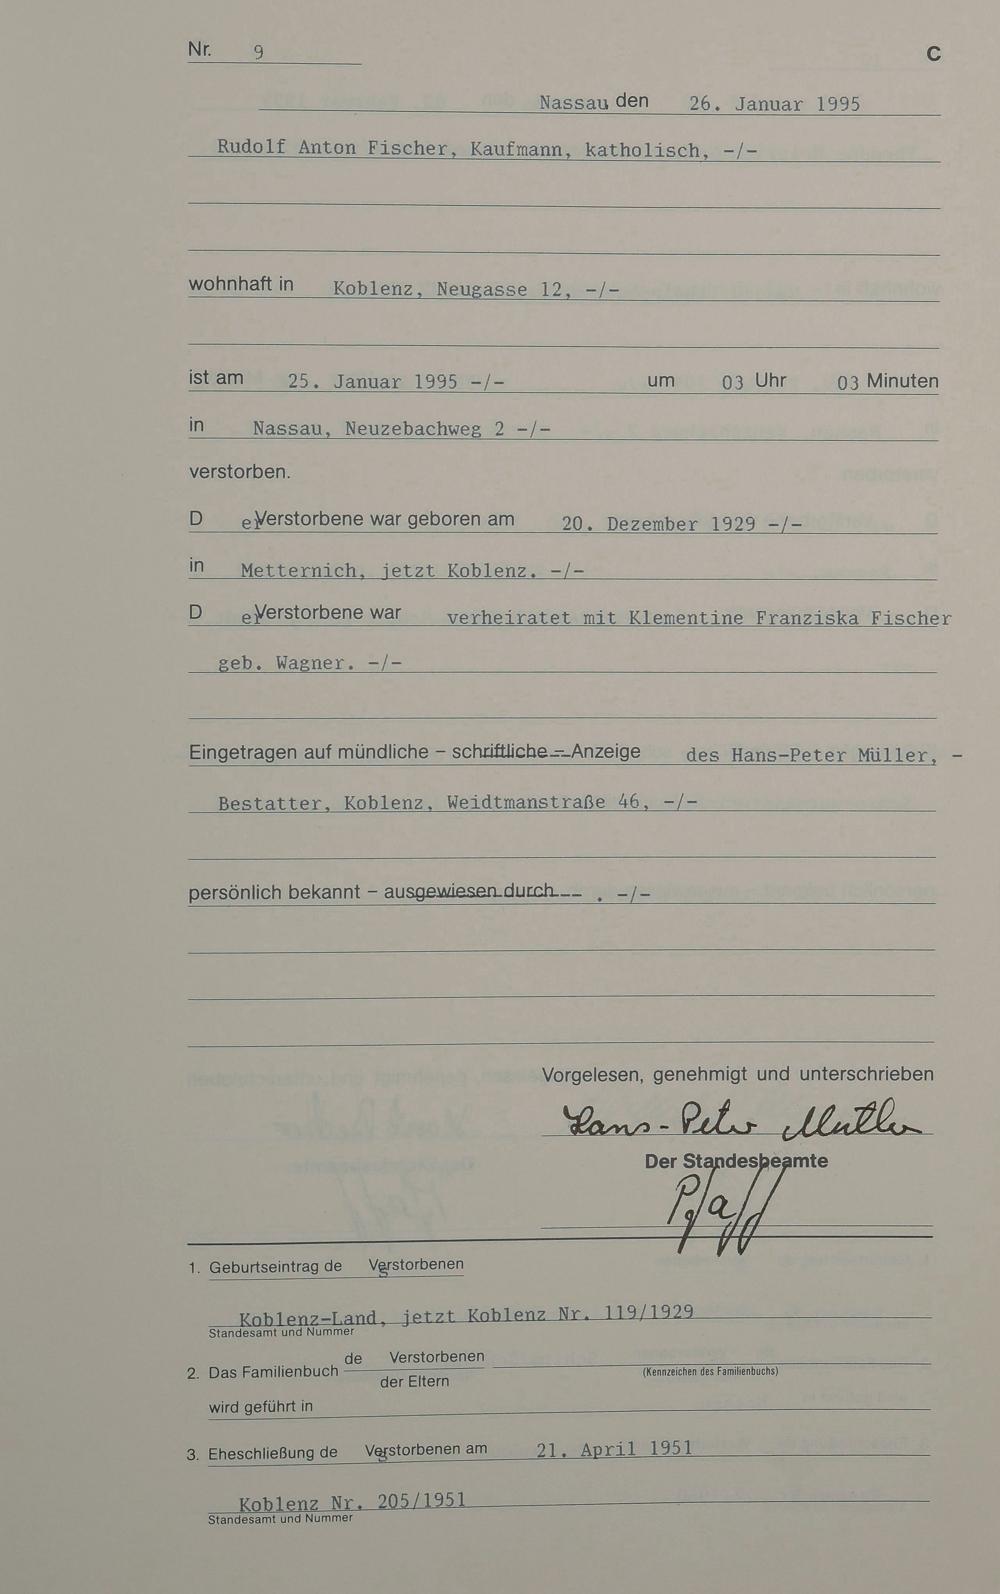 Nr. 9 C
Nassau den 26. Januar 1995
Rudolf Anton Fischer, Kaufmann, katholisch, -/-
wohnhaft in Koblenz, Neugasse 12, -/-
ist am 25. Januar 1995 -/- um 03 Uhr 03 Minuten
in Nassau, Neuzebachweg 2 -/-
verstorben.
D er Verstorbene war geboren am 20. Dezember 1929 -/-
in Metternich, jetzt Koblenz. -/-
D er Verstorbene war verheiratet mit Klementine Franziska Fischer
geb. Wagner. -/-
Eingetragen auf mündliche – schriftliche – Anzeige des Hans-Peter Müller, -
Bestatter, Koblenz, Weidtmanstraße 46, -/-
persönlich bekannt – ausgewiesen durch -- . -/-
Vorgelesen, genehmigt und unterschrieben
Hans-Peter Müller
Der Standesbeamte
Pfaff
1. Geburtseintrag des Verstorbenen
Koblenz-Land, jetzt Koblenz Nr. 119/1929
Standesamt und Nummer
2. Das Familienbuch de Verstorbenen
der Eltern
(Kennzeichen des Familienbuchs)
wird geführt in
3. Eheschließung des Verstorbenen am 21. April 1951
Koblenz Nr. 205/1951
Standesamt und Nummer